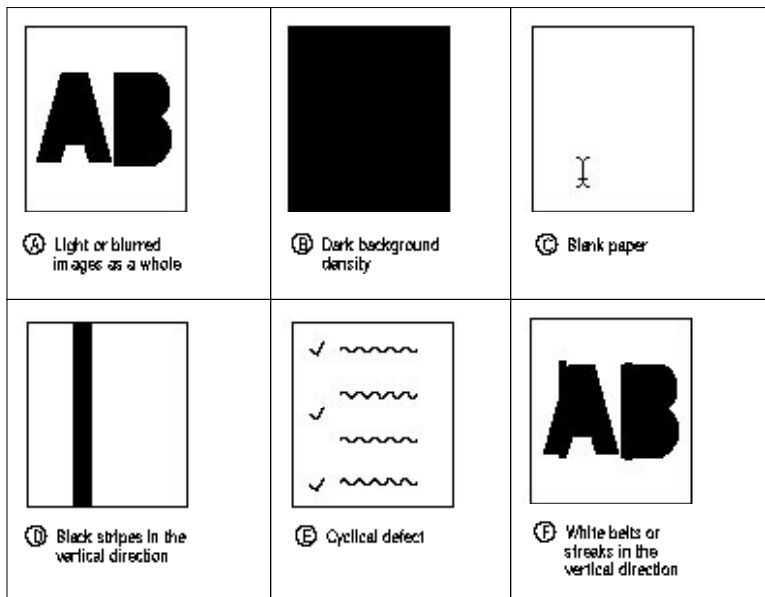 AB
Ⓐ Light or blurred
images as a whole
Ⓑ Dark background
density
Ⓒ Blank paper
Ⓓ Black stripes in the
vertical direction
Ⓔ Cyclical defect
AB
Ⓕ White belts or
streaks in the
vertical direction